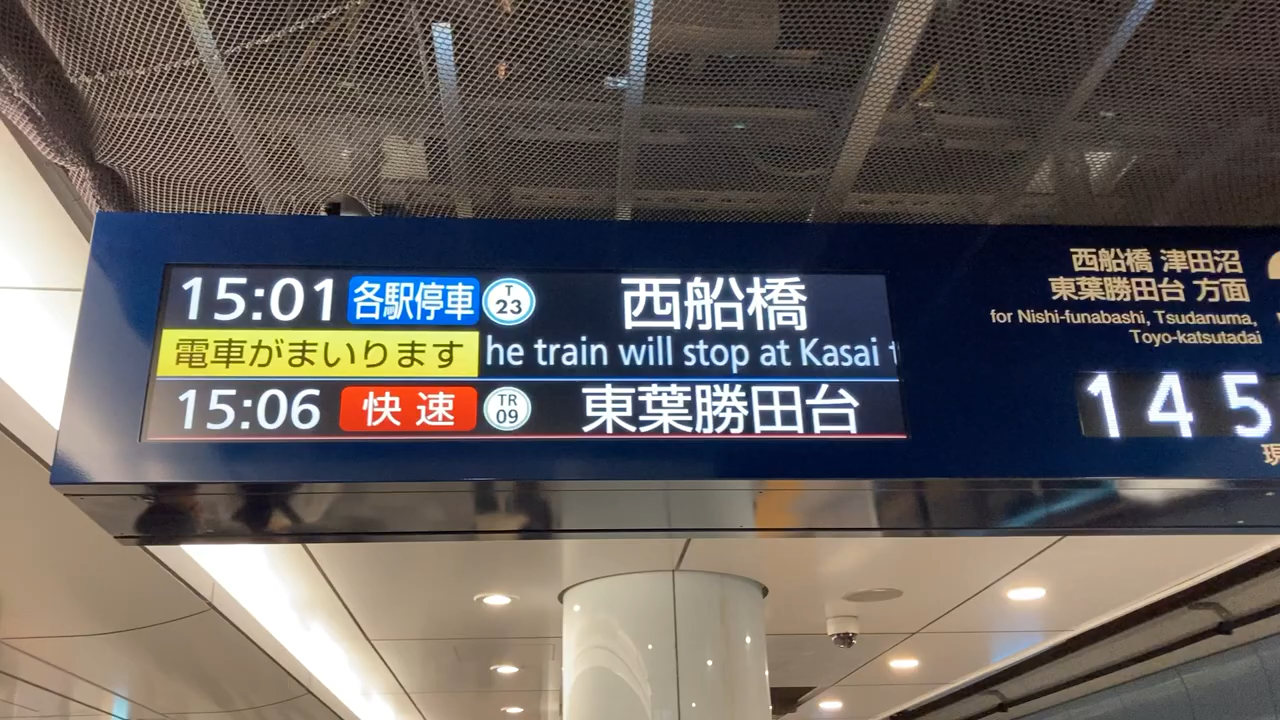 15:01 各駅停車 T 23 西船橋
電車がまいります he train will stop at Kasai
15:06 快速 TR 09 東葉勝田台
西船橋 津田沼
東葉勝田台 方面
for Nishi-funabashi, Tsudanuma,
Toyo-katsutadai
145
現